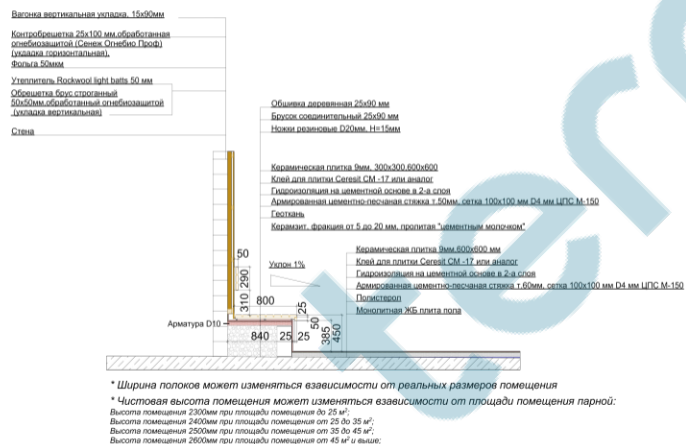 Вагонка вертикальная укладка, 15х90мм
Контробрешетка 25х100 мм,обработанная
огнебиозащитой (Сенеж Огнебио Проф)
(укладка горизонтальная),
Фольга 50мкм
Утеплитель Rockwool light batts 50 мм
Обрешетка брус строганный
50х50мм,обработанный огнебиозащитой
(укладка вертикальная)
Стена
Обшивка деревянная 25х90 мм
Брусок соединительный 25х90 мм
Ножки резиновые D20мм, H=15мм
Керамическая плитка 9мм, 300х300,600х600
Клей для плитки Ceresit СМ -17 или аналог
Гидроизоляция на цементной основе в 2-а слоя
Армированная цементно-песчаная стяжка т.50мм, сетка 100х100 мм D4 мм ЦПС М-150
Геоткань
Керамзит, фракция от 5 до 20 мм, пролитая "цементным молочком"
Керамическая плитка 9мм,600х600 мм
Клей для плитки Ceresit СМ -17 или аналог
Гидроизоляция на цементной основе в 2-а слоя
Армированная цементно-песчаная стяжка т.60мм, сетка 100х100 мм D4 мм ЦПС М-150
Полистерол
Монолитная ЖБ плита пола
50
Уклон 1%
290
310
800
25
Арматура D10
50
385
450
840
25
25
* Ширина полоков может изменяться взависимости от реальных размеров помещения
* Чистовая высота помещения может изменяться взависимости от площади помещения парной:
Высота помещения 2300мм при площади помещения до 25 м²;
Высота помещения 2400мм при площади помещения от 25 до 35 м²;
Высота помещения 2500мм при площади помещения от 35 до 45 м²;
Высота помещения 2600мм при площади помещения от 45 м² и выше;